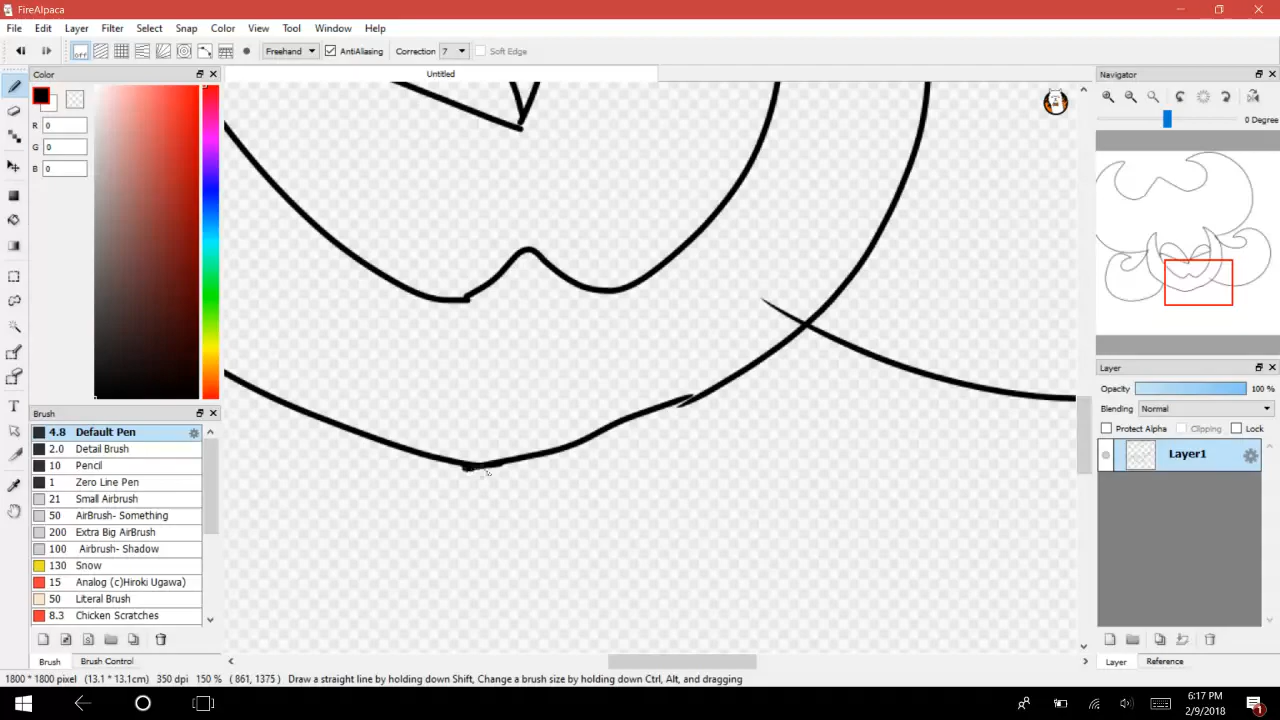 FireAlpaca
File Edit Layer Filter Select Snap Color View Tool Window Help
off Freehand AntiAliasing Correction 7 Soft Edge
Color
Untitled
Navigator
R 0
G 0
B 0
0 Degree
Brush
4.8 Default Pen
2.0 Detail Brush
10 Pencil
1 Zero Line Pen
21 Small Airbrush
50 AirBrush- Something
200 Extra Big AirBrush
100 Airbrush- Shadow
130 Snow
15 Analog (c)Hiroki Ugawa)
50 Literal Brush
8.3 Chicken Scratches
Brush Brush Control
Layer
Opacity 100 %
Blending Normal
Protect Alpha Clipping Lock
Layer1
Layer Reference
1800 * 1800 pixel (13.1 * 13.1cm) 350 dpi 150 % ( 861, 1375 ) Draw a straight line by holding down Shift, Change a brush size by holding down Ctrl, Alt, and dragging
6:17 PM
2/9/2018
1